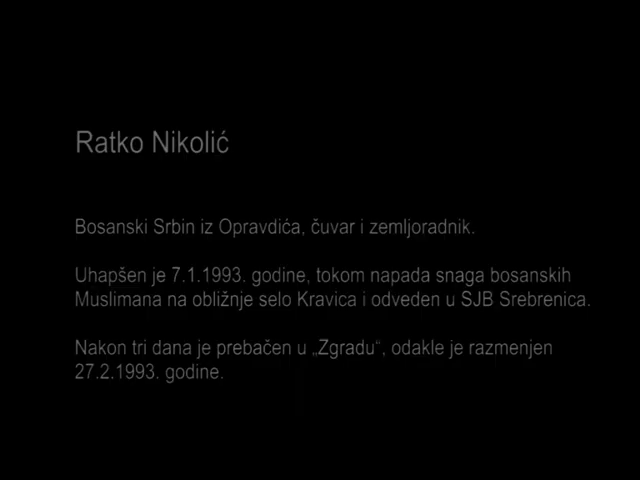 Ratko Nikolić
Bosanski Srbin iz Opravdića, čuvar i zemljoradnik.
Uhapšen je 7.1.1993. godine, tokom napada snaga bosanskih
Muslimana na obližnje selo Kravica i odveden u SJB Srebrenica.
Nakon tri dana je prebačen u „Zgradu“, odakle je razmenjen
27.2.1993. godine.